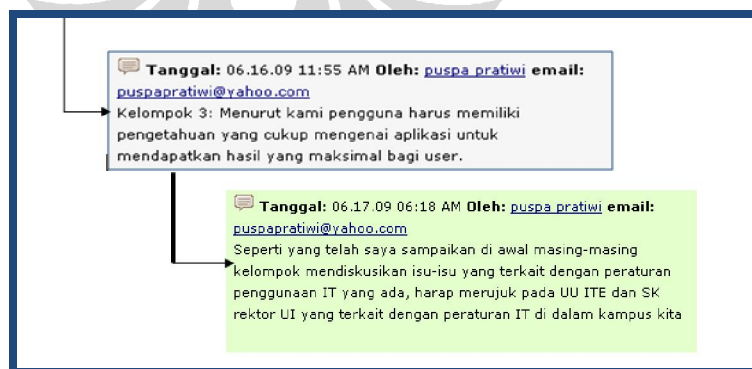 Tanggal: 06.16.09 11:55 AM Oleh: puspa pratiwi email:
puspapratiwi@yahoo.com
Kelompok 3: Menurut kami pengguna harus memiliki
pengetahuan yang cukup mengenai aplikasi untuk
mendapatkan hasil yang maksimal bagi user.
Tanggal: 06.17.09 06:18 AM Oleh: puspa pratiwi email:
puspapratiwi@yahoo.com
Seperti yang telah saya sampaikan di awal masing-masing
kelompok mendiskusikan isu-isu yang terkait dengan peraturan
penggunaan IT yang ada, harap merujuk pada UU ITE dan SK
rektor UI yang terkait dengan peraturan IT di dalam kampus kita